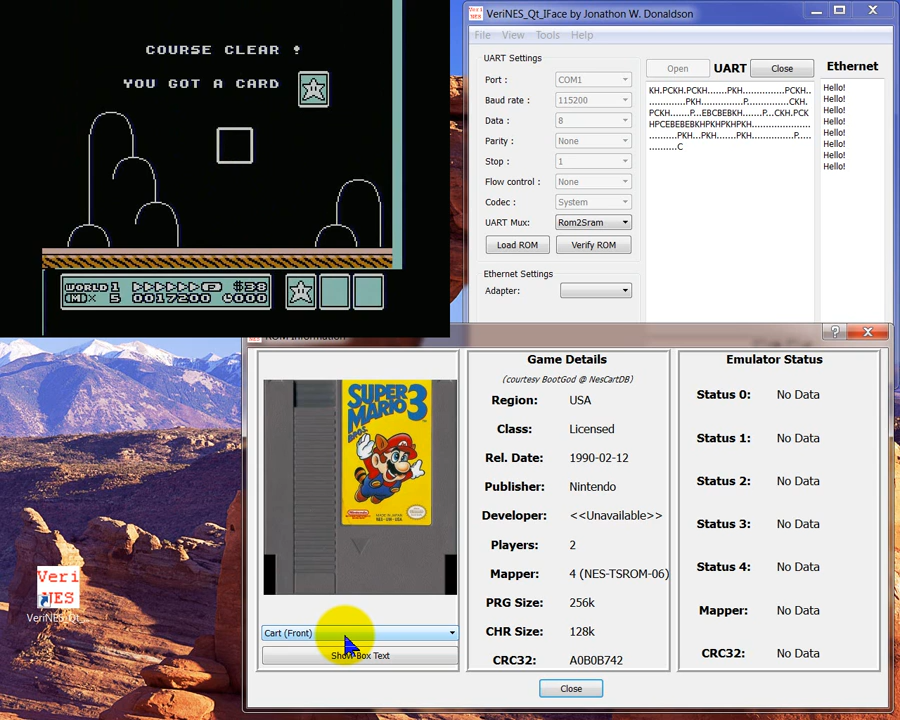 COURSE CLEAR !
YOU GOT A CARD
WORLD 1
P
$38
(M)× 5 0017200
000
VeriNES_Qt_IFace by Jonathon W. Donaldson
File View Tools Help
UART Settings
Port : COM1
Baud rate : 115200
Data : 8
Parity : None
Stop : 1
Flow control : None
Codec : System
UART Mux: Rom2Sram
Load ROM Verify ROM
Ethernet Settings
Adapter:
Open UART Close
KH.PCKH.PCKH......PKH...............PCKH..
..............PKH.............P...............CKH.
PCKH.......P...EBCBEBKH.......P...CKH.PCK
HPCEBEBEBKHPKHPKHPKH....................
..........PKH...PKH.......PKH...............P.....
...........C
Ethernet
Hello!
Hello!
Hello!
Hello!
Hello!
Hello!
Hello!
Hello!
ROM Information
SUPER
MARIO
BROS.
3
Cart (Front)
Show Box Text
Game Details
(courtesy BootGod @ NesCartDB)
Region: USA
Class: Licensed
Rel. Date: 1990-02-12
Publisher: Nintendo
Developer: <<Unavailable>>
Players: 2
Mapper: 4 (NES-TSROM-06)
PRG Size: 256k
CHR Size: 128k
CRC32: A0B0B742
Emulator Status
Status 0: No Data
Status 1: No Data
Status 2: No Data
Status 3: No Data
Status 4: No Data
Mapper: No Data
CRC32: No Data
Close
Veri
NES
VeriNES_Qt_